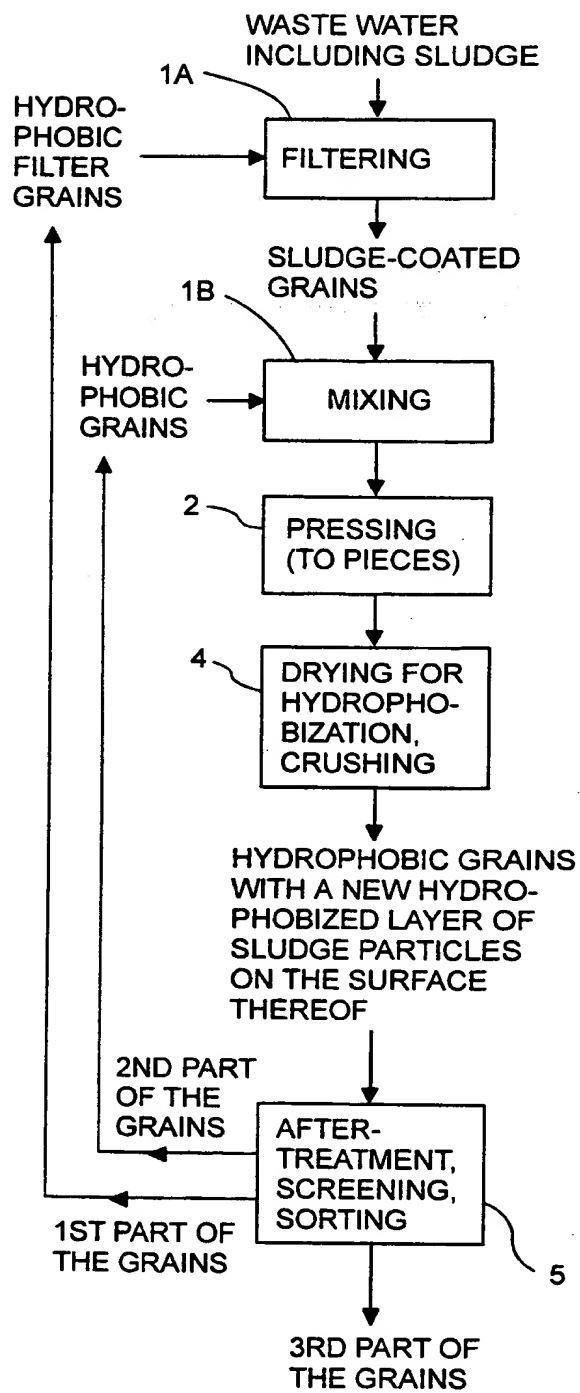 WASTE WATER
INCLUDING SLUDGE
1A
HYDRO-
PHOBIC
FILTER
GRAINS
FILTERING
SLUDGE-COATED
GRAINS
1B
HYDRO-
PHOBIC
GRAINS
MIXING
2
PRESSING
(TO PIECES)
4
DRYING FOR
HYDROPHO-
BIZATION,
CRUSHING
HYDROPHOBIC GRAINS
WITH A NEW HYDRO-
PHOBIZED LAYER OF
SLUDGE PARTICLES
ON THE SURFACE
THEREOF
2ND PART
OF THE
GRAINS
AFTER-
TREATMENT,
SCREENING,
SORTING
1ST PART OF
THE GRAINS
5
3RD PART OF
THE GRAINS